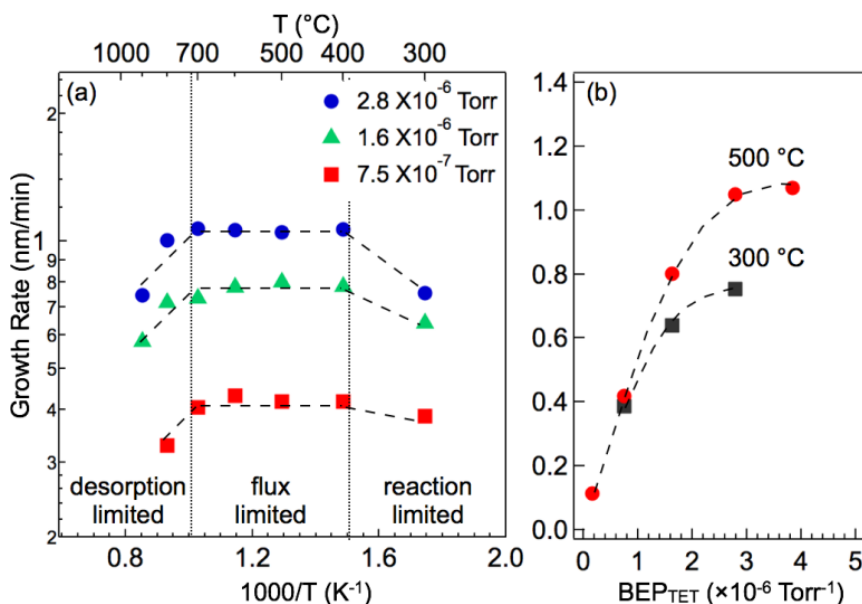 T (°C)
1000 700 500 400 300
(a)
2.8 X10⁻⁶ Torr
1.6 X10⁻⁶ Torr
7.5 X10⁻⁷ Torr
Growth Rate (nm/min)
2
1
9
8
7
6
5
4
3
2
desorption limited
flux limited
reaction limited
0.8 1.2 1.6 2.0
1000/T (K⁻¹)
(b)
1.4
1.2
1.0
0.8
0.6
0.4
0.2
0.0
500 °C
300 °C
0 1 2 3 4 5
BEP_TET (×10⁻⁶ Torr⁻¹)